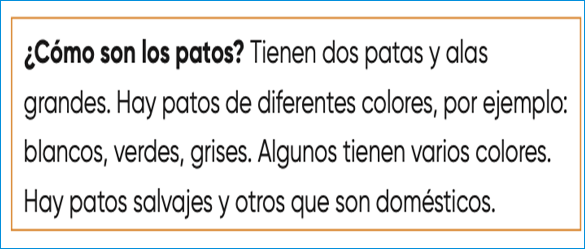 ¿Cómo son los patos? Tienen dos patas y alas
grandes. Hay patos de diferentes colores, por ejemplo:
blancos, verdes, grises. Algunos tienen varios colores.
Hay patos salvajes y otros que son domésticos.